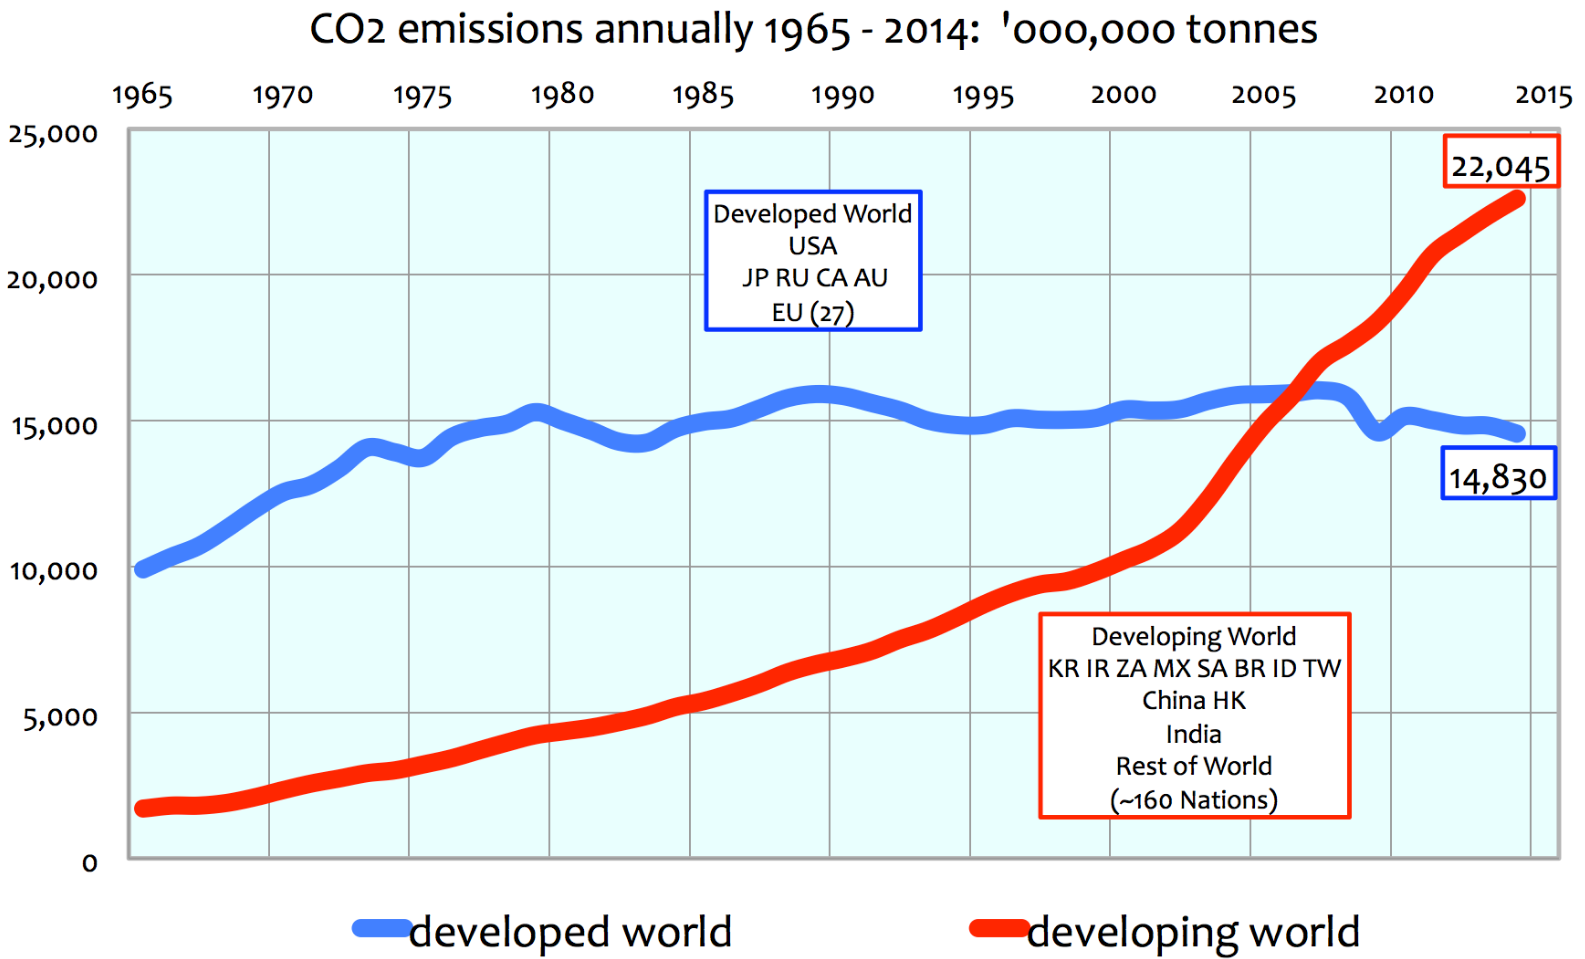 CO2 emissions annually 1965 - 2014: '000,000 tonnes
1965 1970 1975 1980 1985 1990 1995 2000 2005 2010 2015
25,000
20,000
15,000
10,000
5,000
0
22,045
Developed World
USA
JP RU CA AU
EU (27)
14,830
Developing World
KR IR ZA MX SA BR ID TW
China HK
India
Rest of World
(~160 Nations)
developed world
developing world